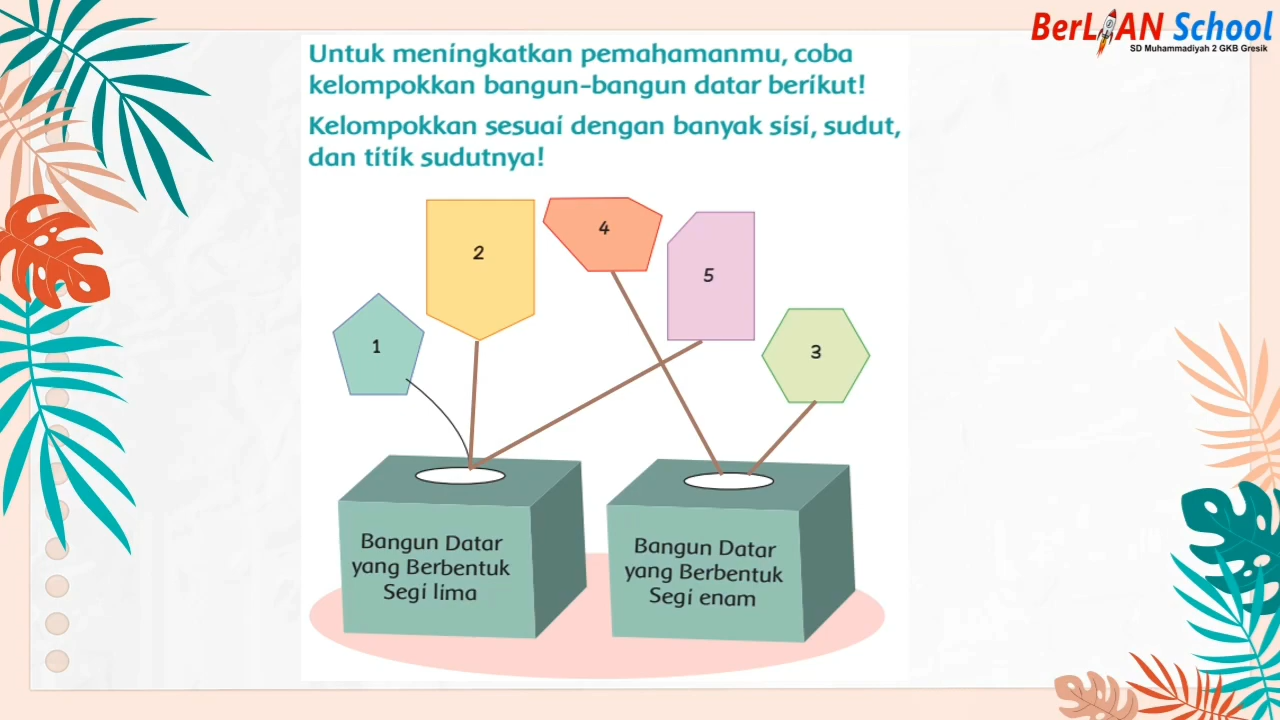 BerLIAN School
SD Muhammadiyah 2 GKB Gresik
Untuk meningkatkan pemahamanmu, coba
kelompokkan bangun-bangun datar berikut!
Kelompokkan sesuai dengan banyak sisi, sudut,
dan titik sudutnya!
2
4
5
1
3
Bangun Datar
yang Berbentuk
Segi lima
Bangun Datar
yang Berbentuk
Segi enam